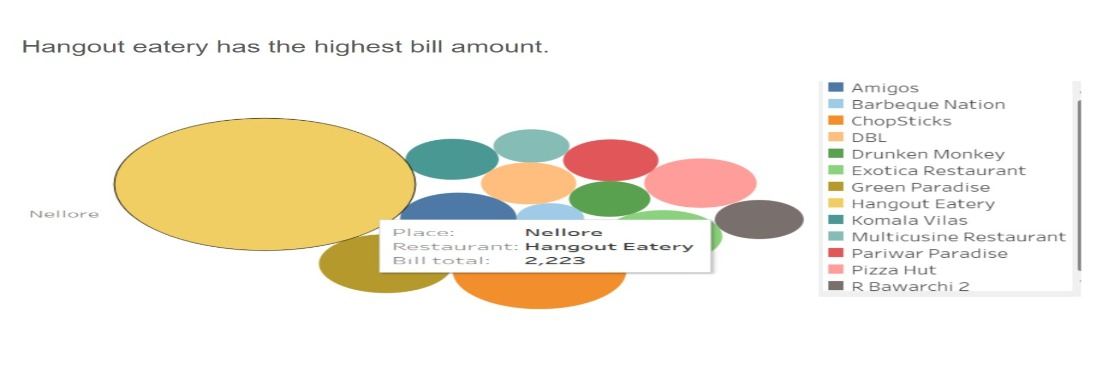 Hangout eatery has the highest bill amount.
Nellore
Place: Nellore
Restaurant: Hangout Eatery
Bill total: 2,223
Amigos
Barbeque Nation
ChopSticks
DBL
Drunken Monkey
Exotica Restaurant
Green Paradise
Hangout Eatery
Komala Vilas
Multicusine Restaurant
Pariwar Paradise
Pizza Hut
R Bawarchi 2